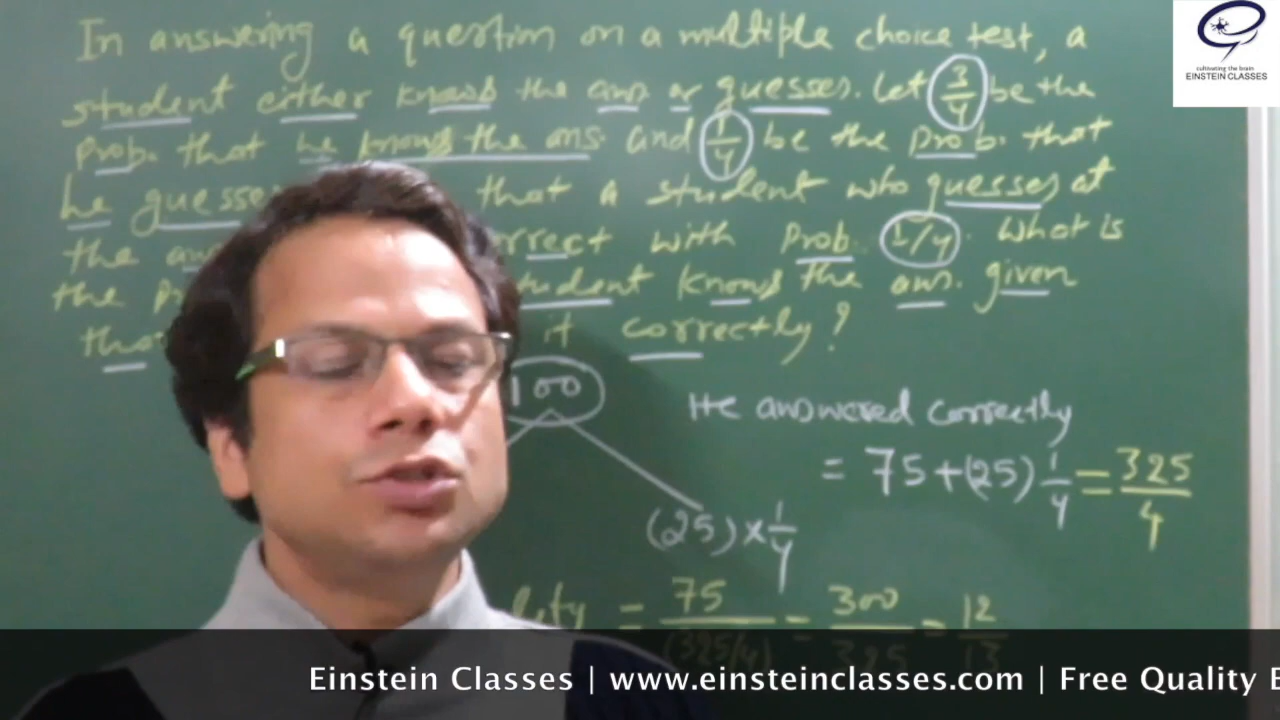 In answering a question on a multiple choice test, a
student either knows the ans or guesses. Let 3/4 be the
prob. that he knows the ans. and 1/4 be the prob. that
he guesses that a student who guesses at
the correct with prob. 1/4. What is
the student knows the ans. given
that it correctly?
100
He answered correctly
= 75+(25) 1/4 = 325/4
(25)×1/4
= 75/(325/4) = 300/325 = 12/13
cultivating the brain
EINSTEIN CLASSES
Einstein Classes | www.einsteinclasses.com | Free Quality